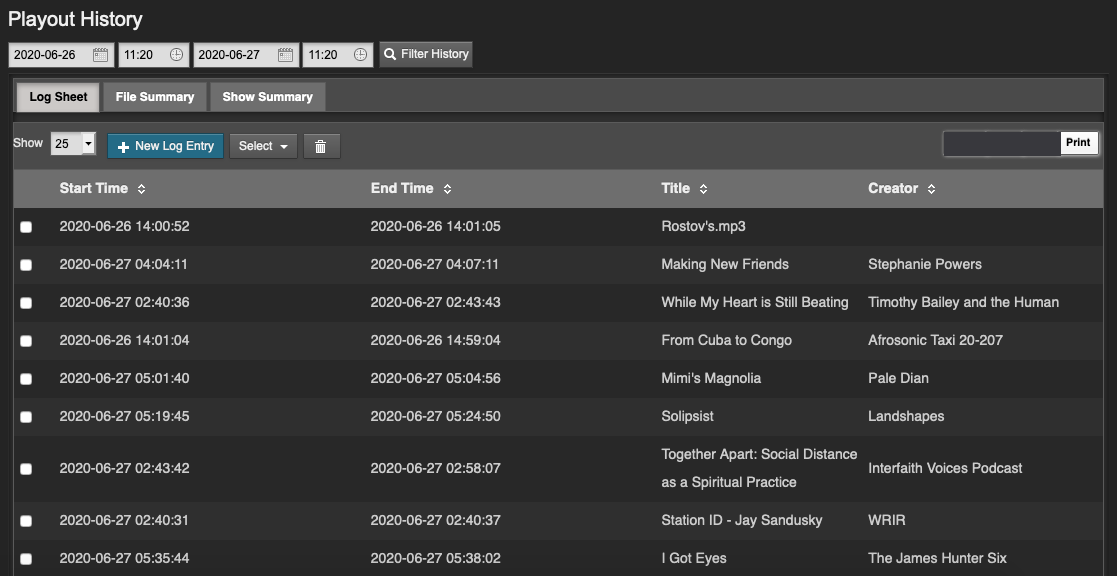 Playout History
2020-06-26 11:20 2020-06-27 11:20 Filter History
Log Sheet File Summary Show Summary
Show 25 New Log Entry Select Print
Start Time End Time Title Creator
2020-06-26 14:00:52 2020-06-26 14:01:05 Rostov's.mp3
2020-06-27 04:04:11 2020-06-27 04:07:11 Making New Friends Stephanie Powers
2020-06-27 02:40:36 2020-06-27 02:43:43 While My Heart is Still Beating Timothy Bailey and the Human
2020-06-26 14:01:04 2020-06-26 14:59:04 From Cuba to Congo Afrosonic Taxi 20-207
2020-06-27 05:01:40 2020-06-27 05:04:56 Mimi's Magnolia Pale Dian
2020-06-27 05:19:45 2020-06-27 05:24:50 Solipsist Landshapes
2020-06-27 02:43:42 2020-06-27 02:58:07 Together Apart: Social Distance
as a Spiritual Practice Interfaith Voices Podcast
2020-06-27 02:40:31 2020-06-27 02:40:37 Station ID - Jay Sandusky WRIR
2020-06-27 05:35:44 2020-06-27 05:38:02 I Got Eyes The James Hunter Six